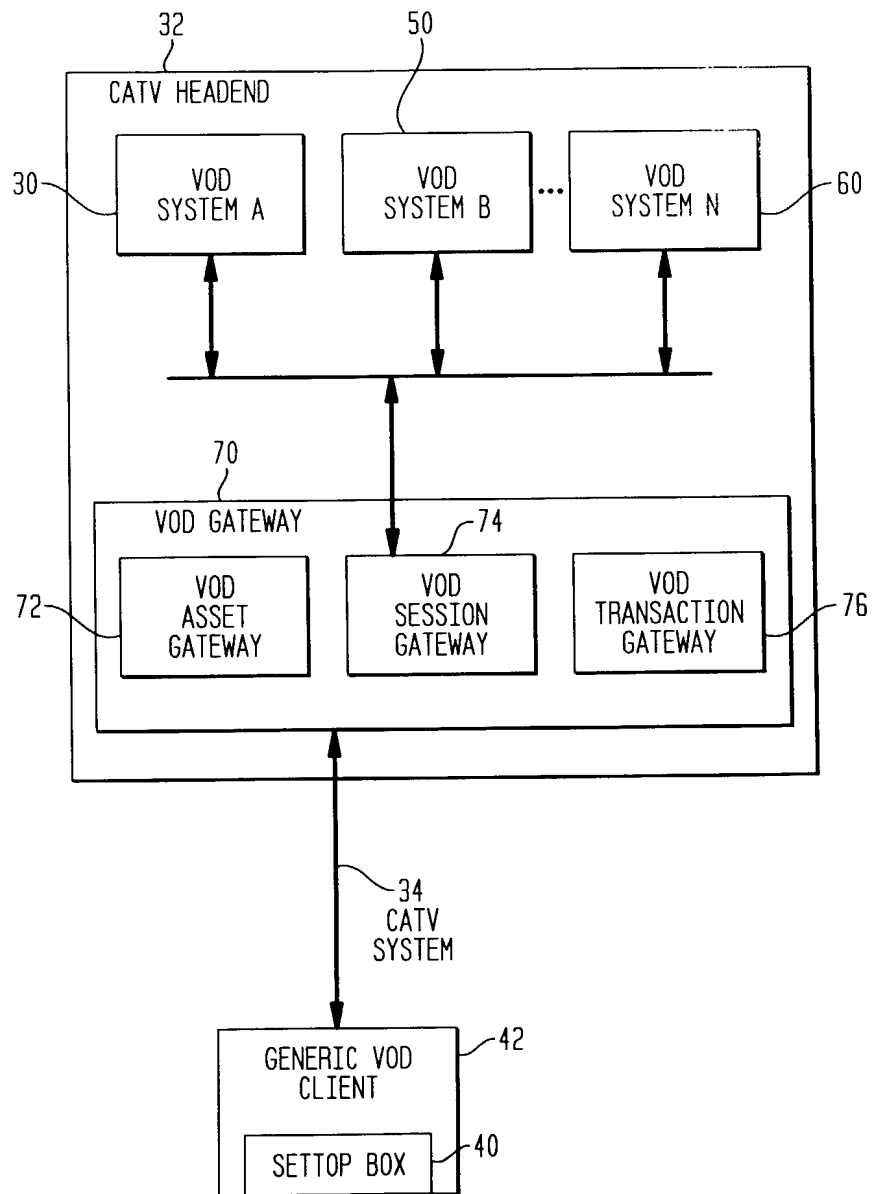 32
50
CATV HEADEND
30
VOD
SYSTEM A
VOD
SYSTEM B
...
VOD
SYSTEM N
60
70
VOD GATEWAY
74
72
VOD
ASSET
GATEWAY
VOD
SESSION
GATEWAY
VOD
TRANSACTION
GATEWAY
76
34
CATV
SYSTEM
GENERIC VOD
CLIENT
42
SETTOP BOX
40